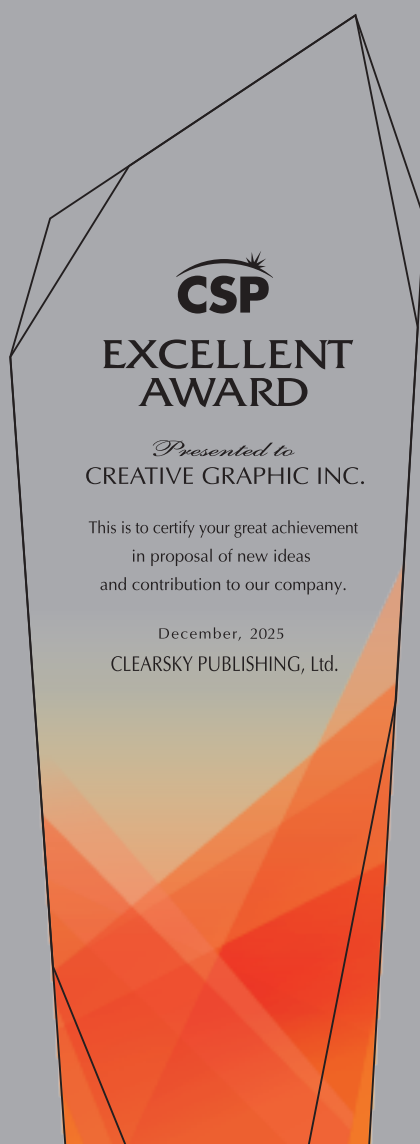 CSP
EXCELLENT
AWARD
Presented to
CREATIVE GRAPHIC INC.
This is to certify your great achievement
in proposal of new ideas
and contribution to our company.
December, 2025
CLEARSKY PUBLISHING, Ltd.